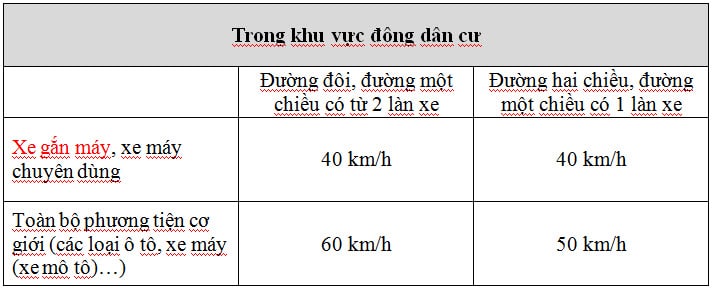 Trong khu vực đông dân cư
Đường đôi, đường một
chiều có từ 2 làn xe
Đường hai chiều, đường
một chiều có 1 làn xe
Xe gắn máy, xe máy
chuyên dùng
40 km/h
40 km/h
Toàn bộ phương tiện cơ
giới (các loại ô tô, xe máy
(xe mô tô)…)
60 km/h
50 km/h